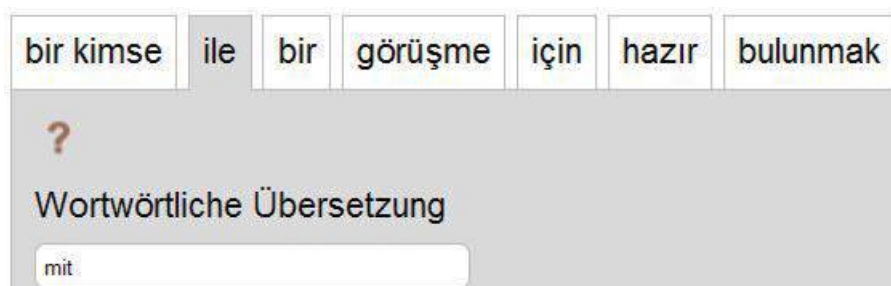 bir kimse ile bir görüşme için hazır bulunmak
?
Wortwörtliche Übersetzung
mit